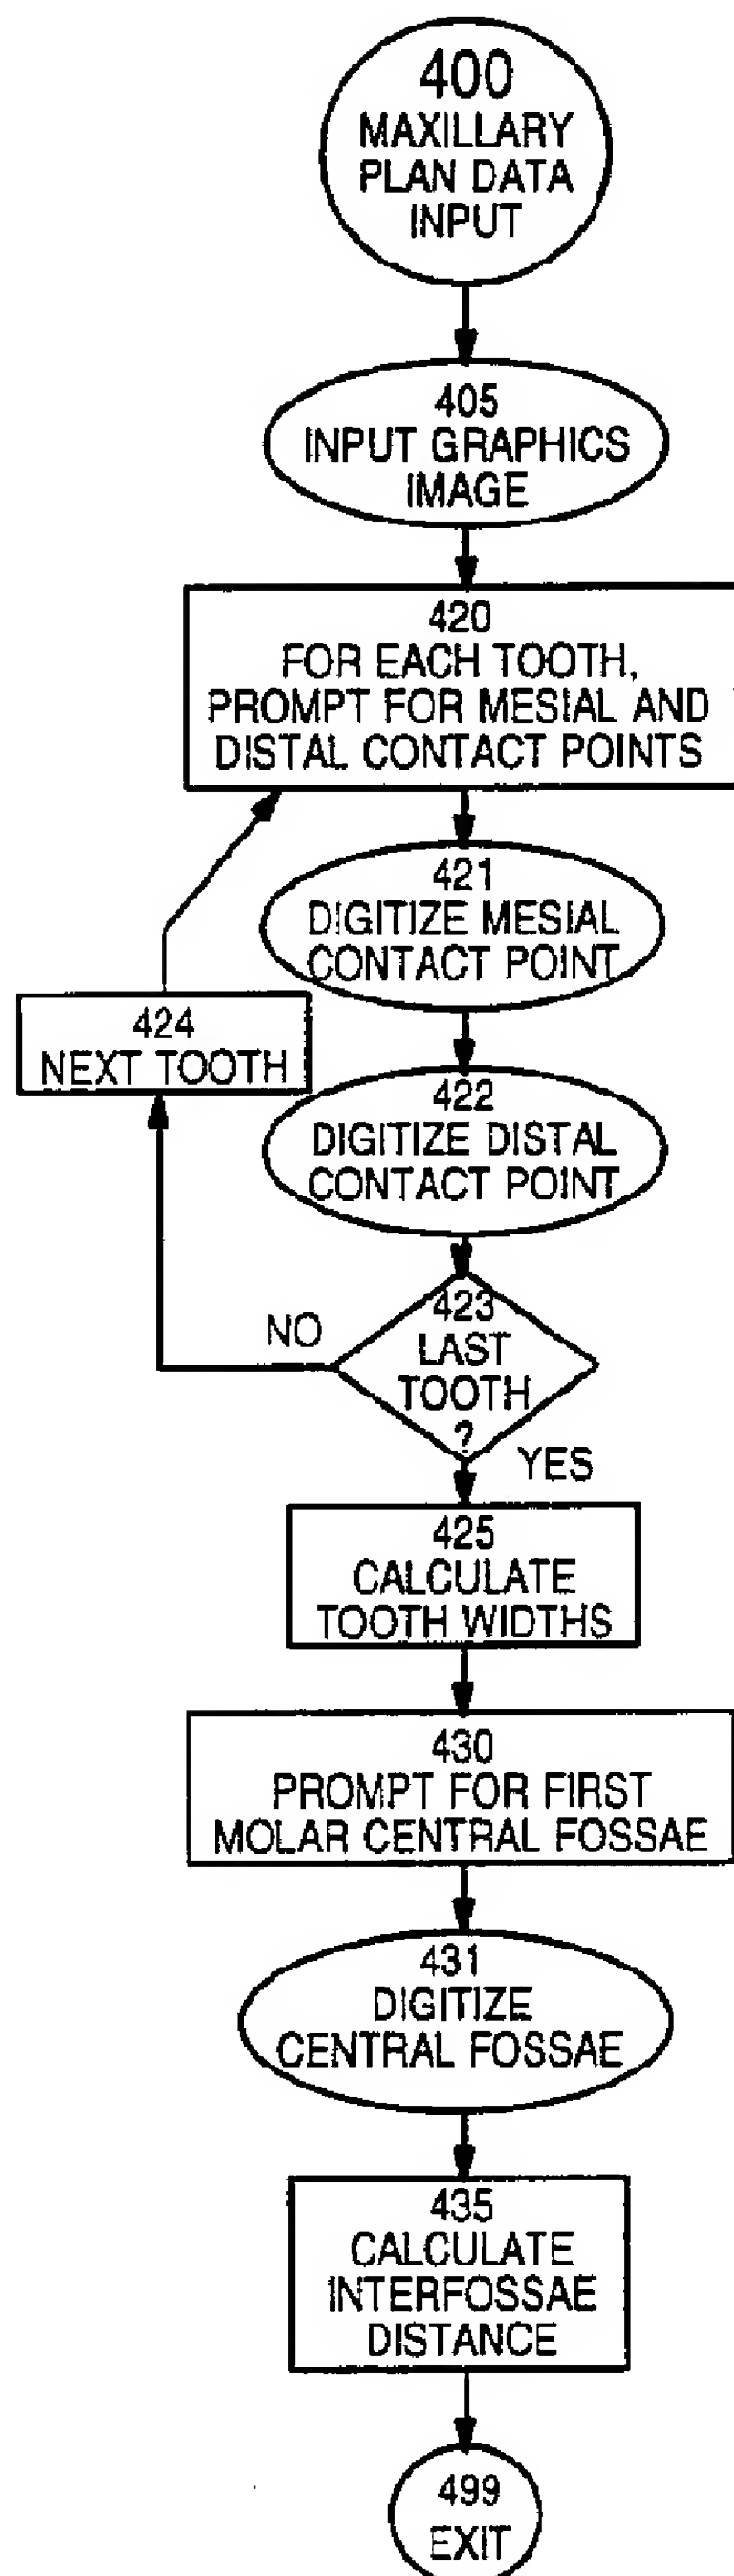 400
MAXILLARY
PLAN DATA
INPUT
405
INPUT GRAPHICS
IMAGE
420
FOR EACH TOOTH,
PROMPT FOR MESIAL AND
DISTAL CONTACT POINTS
421
DIGITIZE MESIAL
CONTACT POINT
424
NEXT TOOTH
422
DIGITIZE DISTAL
CONTACT POINT
423
LAST
TOOTH
?
NO
YES
425
CALCULATE
TOOTH WIDTHS
430
PROMPT FOR FIRST
MOLAR CENTRAL FOSSAE
431
DIGITIZE
CENTRAL FOSSAE
435
CALCULATE
INTERFOSSAE
DISTANCE
499
EXIT